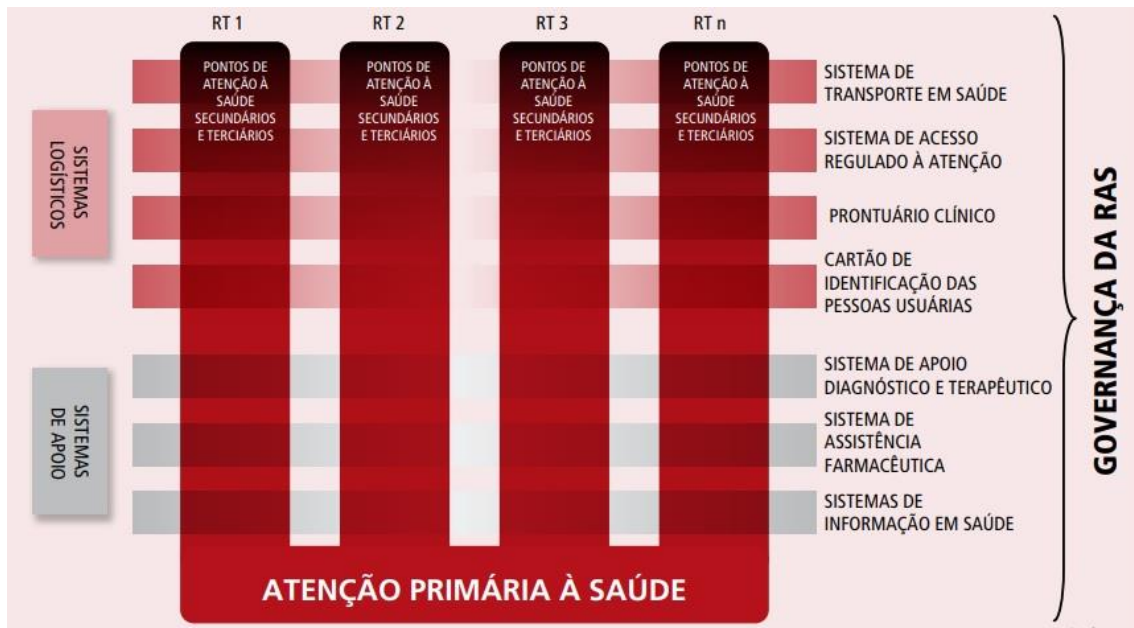 RT 1
RT 2
RT 3
RT n
PONTOS DE
ATENÇÃO À
SAÚDE
SECUNDÁRIOS
E TERCIÁRIOS
PONTOS DE
ATENÇÃO À
SAÚDE
SECUNDÁRIOS
E TERCIÁRIOS
PONTOS DE
ATENÇÃO À
SAÚDE
SECUNDÁRIOS
E TERCIÁRIOS
PONTOS DE
ATENÇÃO À
SAÚDE
SECUNDÁRIOS
E TERCIÁRIOS
SISTEMAS
LOGÍSTICOS
SISTEMA DE
TRANSPORTE EM SAÚDE
SISTEMA DE ACESSO
REGULADO À ATENÇÃO
PRONTUÁRIO CLÍNICO
CARTÃO DE
IDENTIFICAÇÃO DAS
PESSOAS USUÁRIAS
SISTEMAS
DE APOIO
SISTEMA DE APOIO
DIAGNÓSTICO E TERAPÊUTICO
SISTEMA DE
ASSISTÊNCIA
FARMACÊUTICA
SISTEMAS DE
INFORMAÇÃO EM SAÚDE
GOVERNANÇA DA RAS
ATENÇÃO PRIMÁRIA À SAÚDE